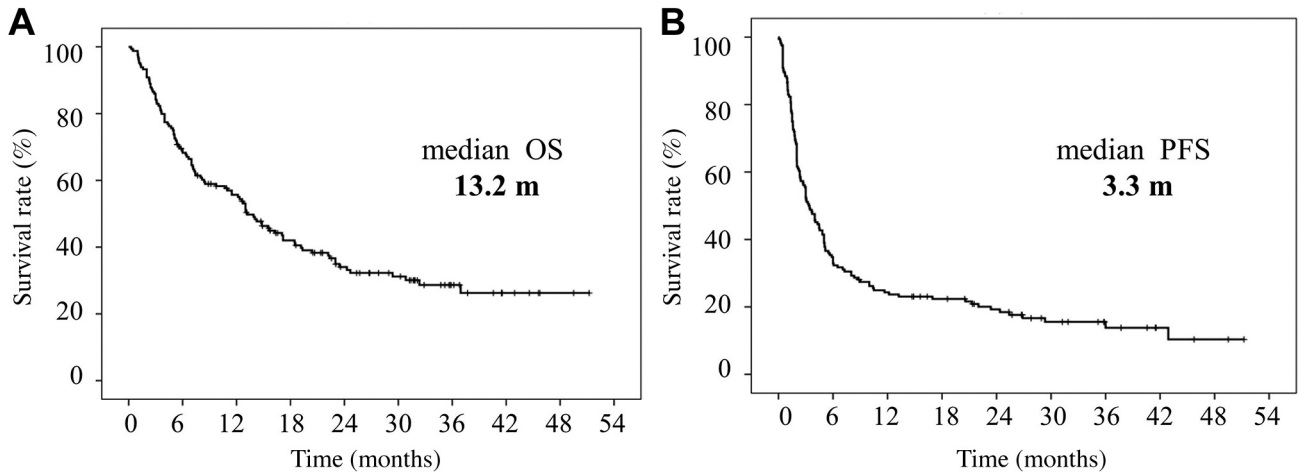 A
B
100
80
60
40
20
0
Survival rate (%)
median OS
13.2 m
0 6 12 18 24 30 36 42 48 54
Time (months)
100
80
60
40
20
0
Survival rate (%)
median PFS
3.3 m
0 6 12 18 24 30 36 42 48 54
Time (months)